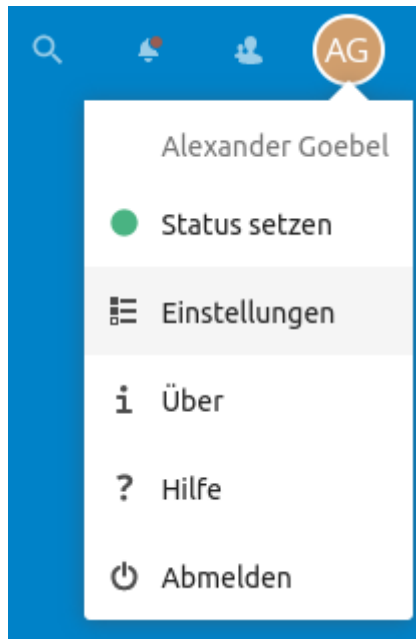 AG
Alexander Goebel
Status setzen
Einstellungen
Über
Hilfe
Abmelden